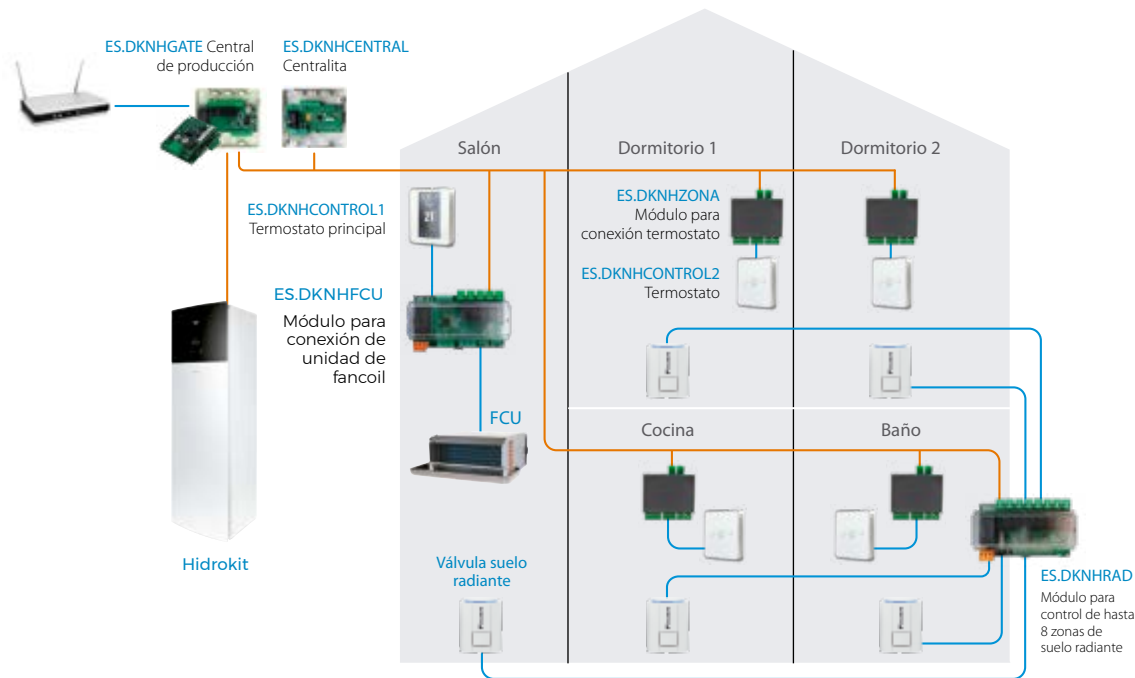 ES.DKNHGATE Central
de producción
ES.DKNHCENTRAL
Centralita
Salón
Dormitorio 1
Dormitorio 2
ES.DKNHCONTROL1
Termostato principal
21
ES.DKNHZONA
Módulo para
conexión termostato
ES.DKNHCONTROL2
Termostato
ES.DKNHFCU
Módulo para
conexión de
unidad de
fancoil
FCU
Cocina
Baño
Hidrokit
Válvula suelo
radiante
ES.DKNHRAD
Módulo para
control de hasta
8 zonas de
suelo radiante